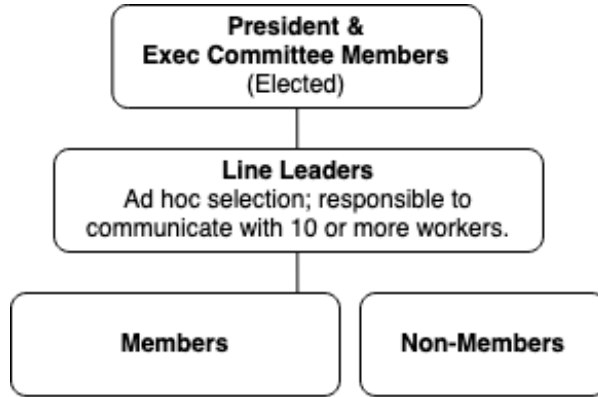 President &
Exec Committee Members
(Elected)
Line Leaders
Ad hoc selection; responsible to
communicate with 10 or more workers.
Members
Non-Members